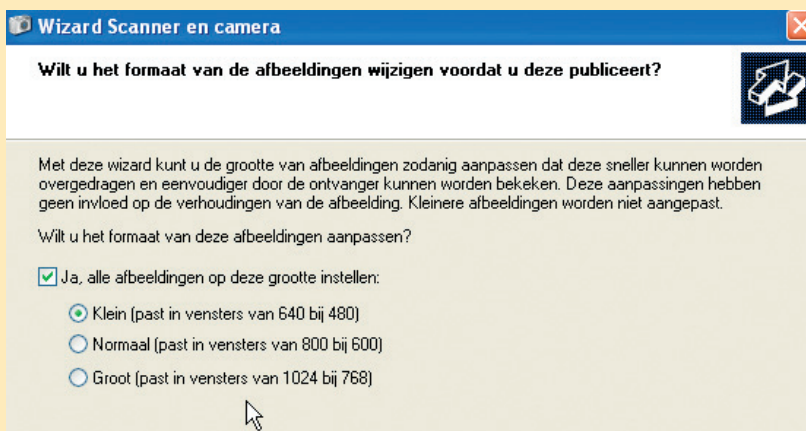 Wizard Scanner en camera
Wilt u het formaat van de afbeeldingen wijzigen voordat u deze publiceert?
Met deze wizard kunt u de grootte van afbeeldingen zodanig aanpassen dat deze sneller kunnen worden
overgedragen en eenvoudiger door de ontvanger kunnen worden bekeken. Deze aanpassingen hebben
geen invloed op de verhoudingen van de afbeelding. Kleinere afbeeldingen worden niet aangepast.
Wilt u het formaat van deze afbeeldingen aanpassen?
Ja, alle afbeeldingen op deze grootte instellen:
Klein (past in vensters van 640 bij 480)
Normaal (past in vensters van 800 bij 600)
Groot (past in vensters van 1024 bij 768)